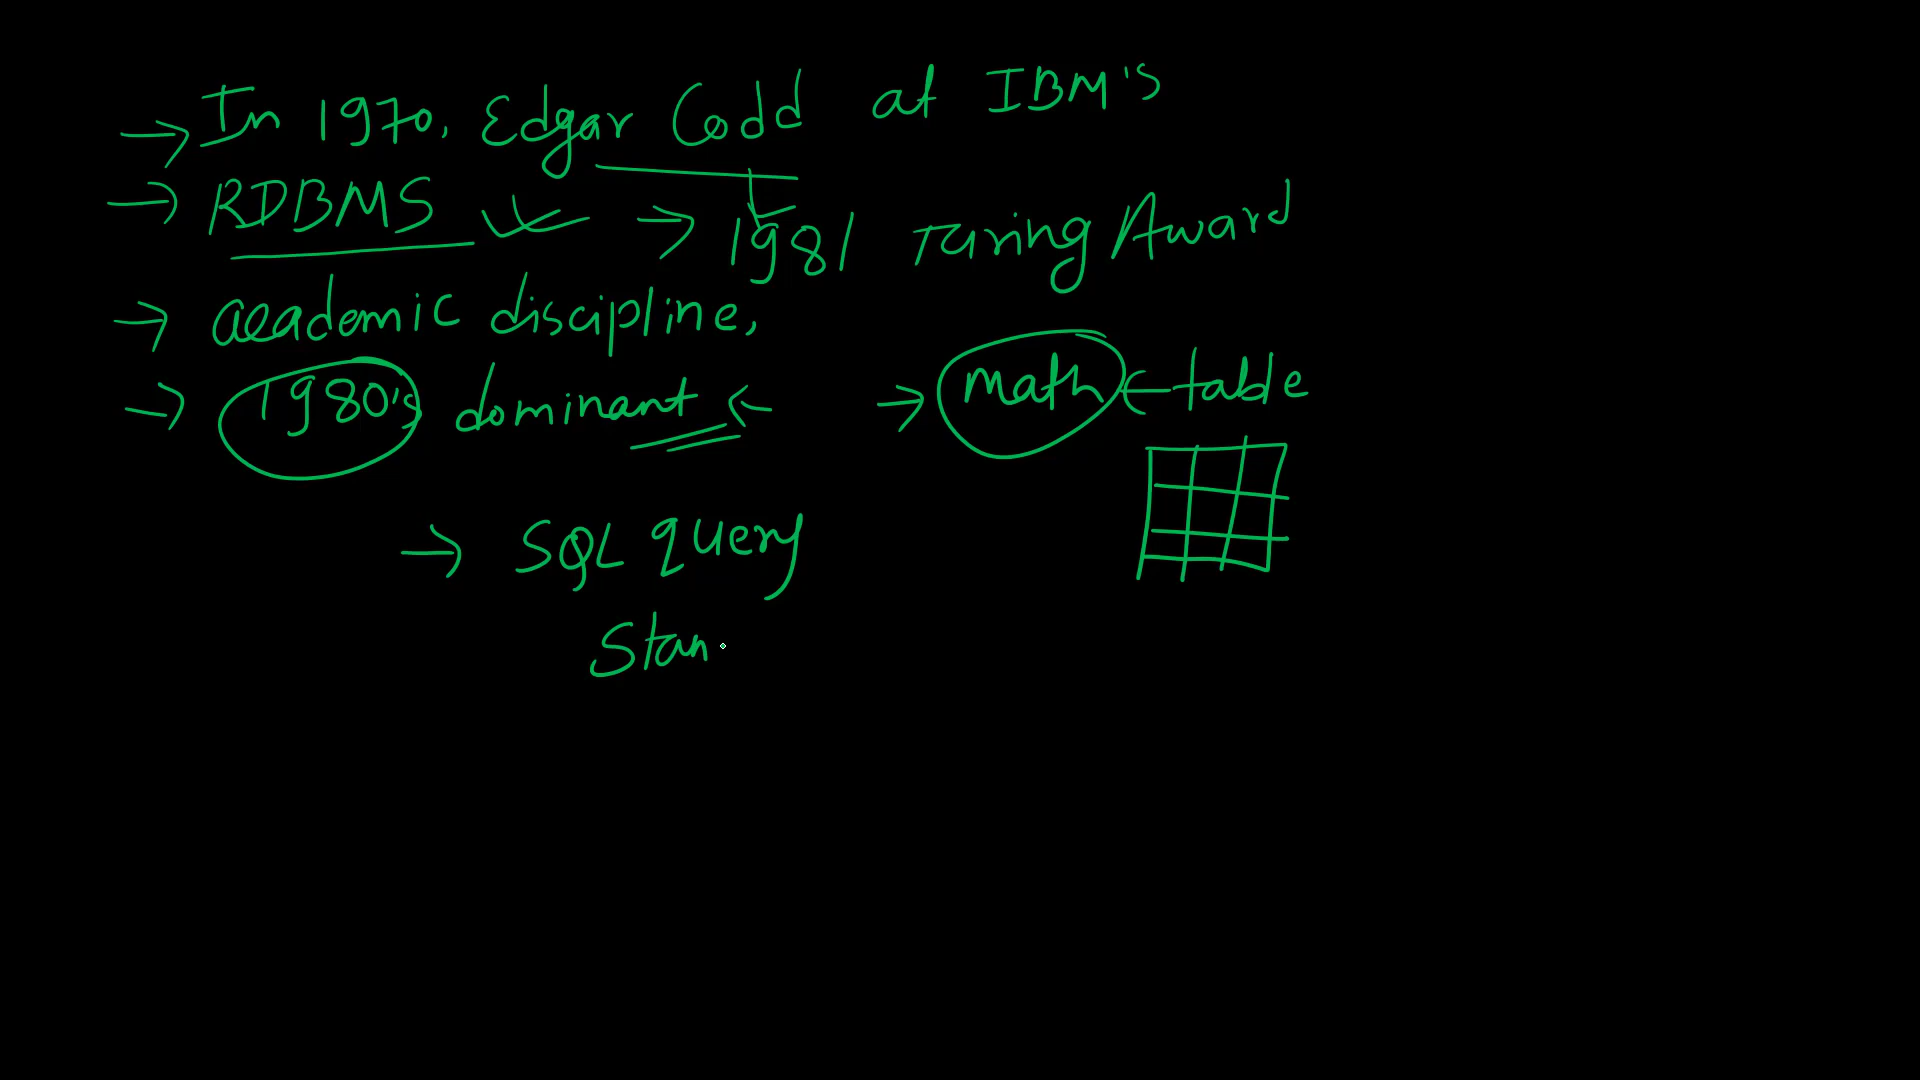 → In 1970, Edgar Codd at IBM's
→ RDBMS → 1981 Turing Award
→ academic discipline,
→ 1980's dominant ← → Math ← table
→ SQL query
Stan